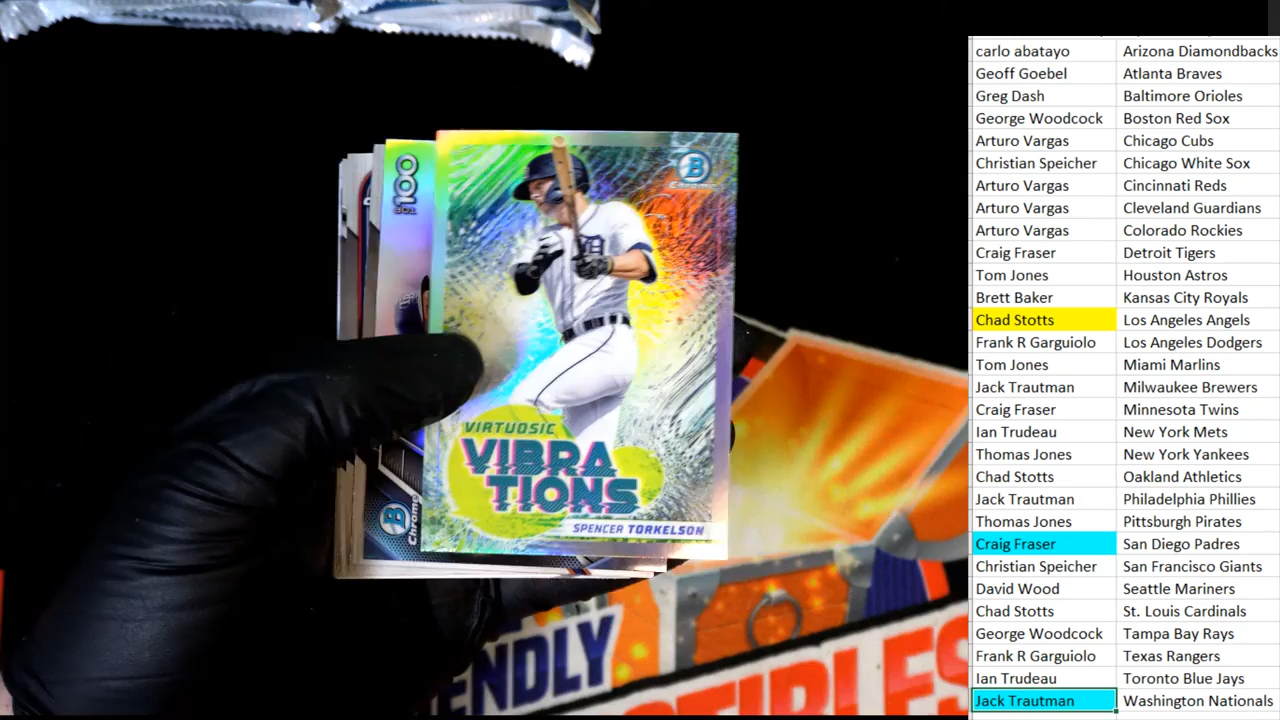 100
B
Chrome
VIRTUOSIC
VIBRA
TIONS
SPENCER TORKELSON
B
Chrome
ENDLY
carlo abatayo Arizona Diamondbacks
Geoff Goebel Atlanta Braves
Greg Dash Baltimore Orioles
George Woodcock Boston Red Sox
Arturo Vargas Chicago Cubs
Christian Speicher Chicago White Sox
Arturo Vargas Cincinnati Reds
Arturo Vargas Cleveland Guardians
Arturo Vargas Colorado Rockies
Craig Fraser Detroit Tigers
Tom Jones Houston Astros
Brett Baker Kansas City Royals
Chad Stotts Los Angeles Angels
Frank R Garguiolo Los Angeles Dodgers
Tom Jones Miami Marlins
Jack Trautman Milwaukee Brewers
Craig Fraser Minnesota Twins
Ian Trudeau New York Mets
Thomas Jones New York Yankees
Chad Stotts Oakland Athletics
Jack Trautman Philadelphia Phillies
Thomas Jones Pittsburgh Pirates
Craig Fraser San Diego Padres
Christian Speicher San Francisco Giants
David Wood Seattle Mariners
Chad Stotts St. Louis Cardinals
George Woodcock Tampa Bay Rays
Frank R Garguiolo Texas Rangers
Ian Trudeau Toronto Blue Jays
Jack Trautman Washington Nationals